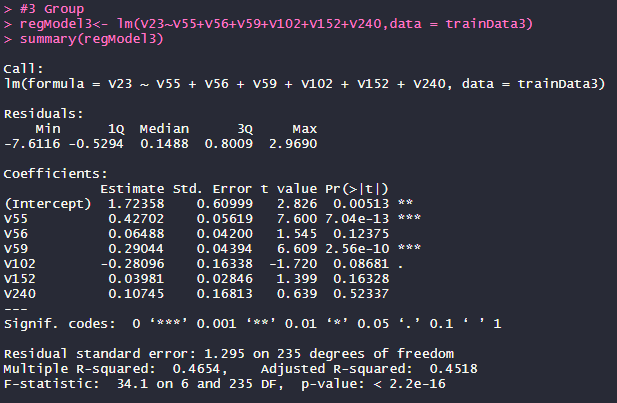 > #3 Group
> regModel3<- lm(V23~V55+V56+V59+V102+V152+V240,data = trainData3)
> summary(regModel3)

Call:
lm(formula = V23 ~ V55 + V56 + V59 + V102 + V152 + V240, data = trainData3)

Residuals:
    Min      1Q  Median      3Q     Max
-7.6116 -0.5294  0.1488  0.8009  2.9690

Coefficients:
            Estimate Std. Error t value Pr(>|t|)
(Intercept)  1.72358    0.60999   2.826  0.00513 **
V55          0.42702    0.05619   7.600 7.04e-13 ***
V56          0.06488    0.04200   1.545  0.12375
V59          0.29044    0.04394   6.609 2.56e-10 ***
V102        -0.28096    0.16338  -1.720  0.08681 .
V152         0.03981    0.02846   1.399  0.16328
V240         0.10745    0.16813   0.639  0.52337
---
Signif. codes:  0 ‘***’ 0.001 ‘**’ 0.01 ‘*’ 0.05 ‘.’ 0.1 ‘ ’ 1

Residual standard error: 1.295 on 235 degrees of freedom
Multiple R-squared:  0.4654,	Adjusted R-squared:  0.4518
F-statistic:  34.1 on 6 and 235 DF,  p-value: < 2.2e-16